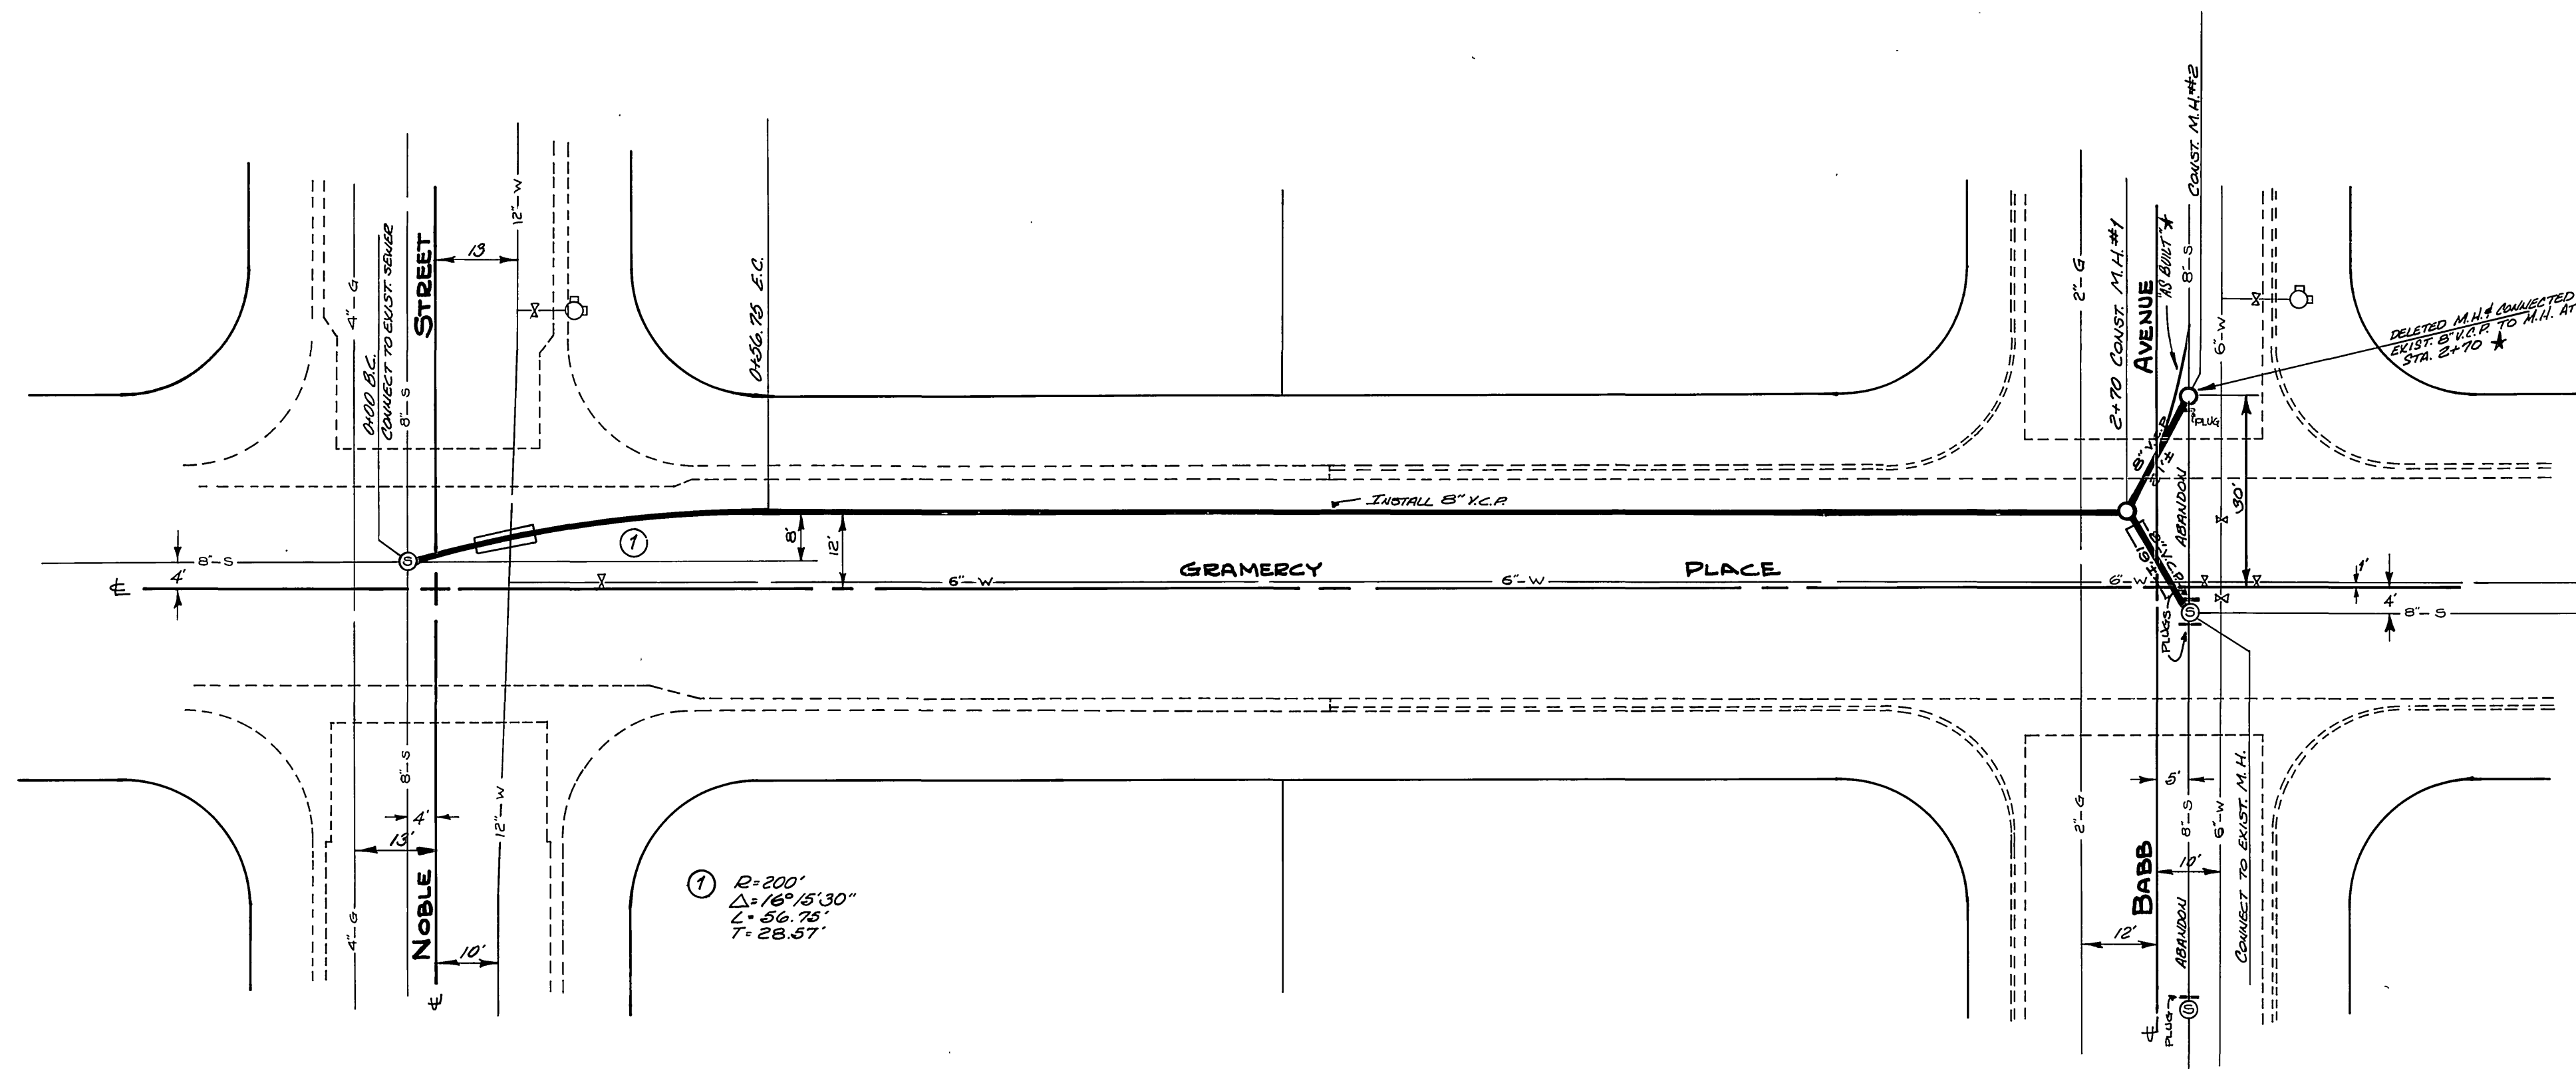 4"-G
0+00 B.C.
CONNECT TO EXIST. SEWER
8"-S
STREET
13
12"-W
0+56.75 E.C.
2"-G
2+70 CONST. M.H. #1
AVENUE
"AS BUILT" ★
8"-S
CONST. M.H. #2
6"-W
DELETED M.H. & CONNECTED
EXIST. 8" V.C.P. TO M.H. AT
STA. 2+70 ★
PLUG
8" V.C.P.
ABANDON
30'
INSTALL 8" V.C.P.
1
8'
12'
8"-S
4'
S
GRAMERCY PLACE
6"-W
6"-W
6"-W
8" V.C.P.
1'
4'
8"-S
S
PLUGS
℄
8"-S
4'
13'
12"-W
4"-G
NOBLE
10'
℄
1
R=200'
Δ=16°15'30"
L=56.75'
T=28.57'
2"-G
5'
8"-S
6"-W
CONNECT TO EXIST. M.H.
BABB
10'
12'
ABANDON
PLUG
S
℄